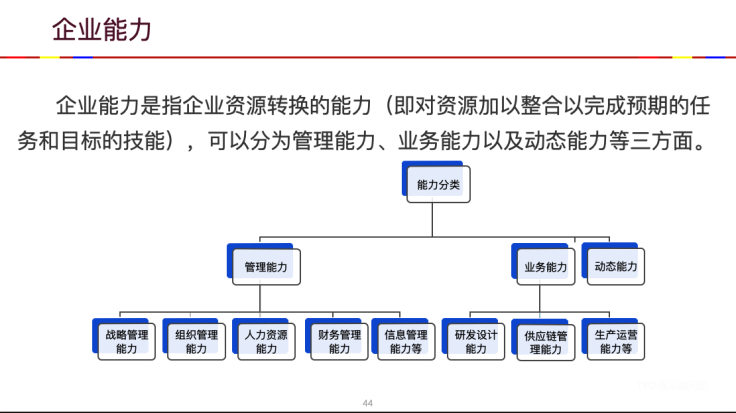 企业能力
企业能力是指企业资源转换的能力（即对资源加以整合以完成预期的任
务和目标的技能），可以分为管理能力、业务能力以及动态能力等三方面。
能力分类
管理能力
业务能力
动态能力
战略管理
能力
组织管理
能力
人力资源
能力
财务管理
能力
信息管理
能力等
研发设计
能力
供应链管
理能力
生产运营
能力等
44